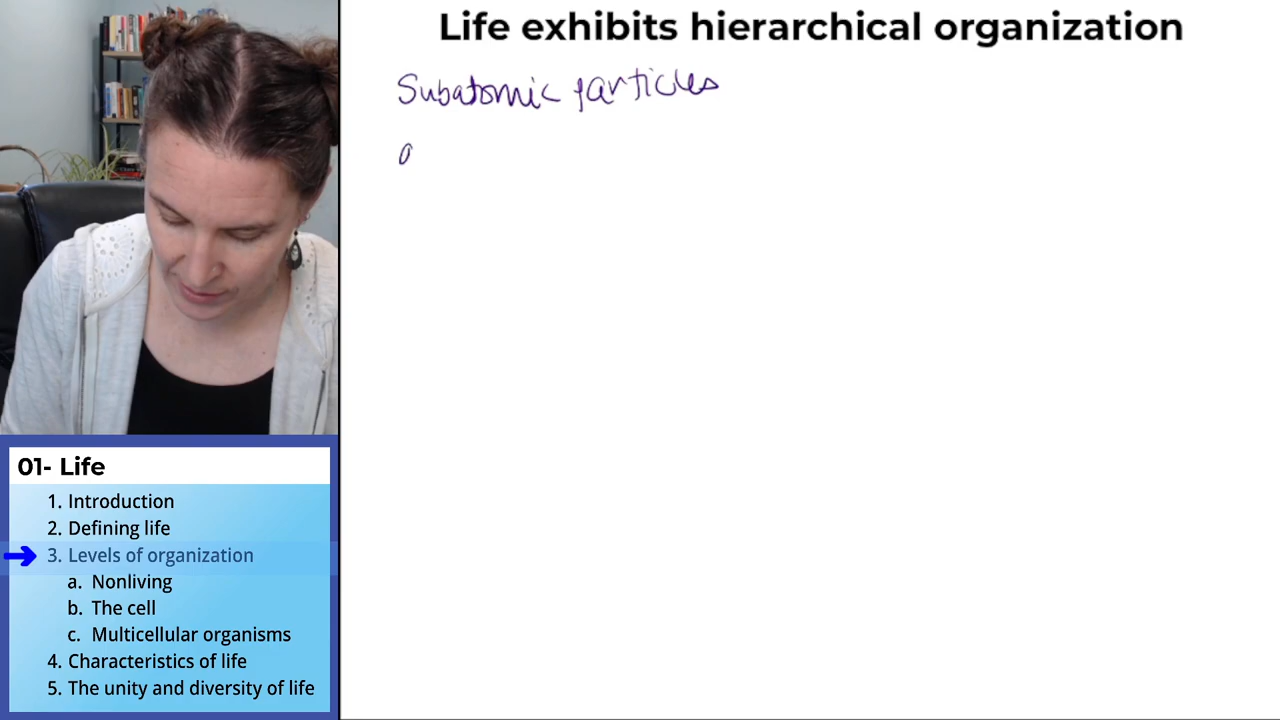 Life exhibits hierarchical organization
Subatomic particles
a
01- Life
1. Introduction
2. Defining life
3. Levels of organization
a. Nonliving
b. The cell
c. Multicellular organisms
4. Characteristics of life
5. The unity and diversity of life